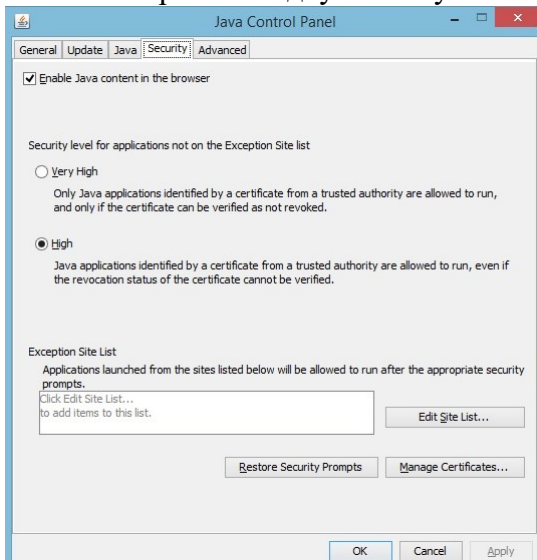 Java Control Panel
General Update Java Security Advanced
Enable Java content in the browser
Security level for applications not on the Exception Site list
Very High
Only Java applications identified by a certificate from a trusted authority are allowed to run,
and only if the certificate can be verified as not revoked.
High
Java applications identified by a certificate from a trusted authority are allowed to run, even if
the revocation status of the certificate cannot be verified.
Exception Site List
Applications launched from the sites listed below will be allowed to run after the appropriate security
prompts.
Click Edit Site List...
to add items to this list.
Edit Site List...
Restore Security Prompts Manage Certificates...
OK Cancel Apply